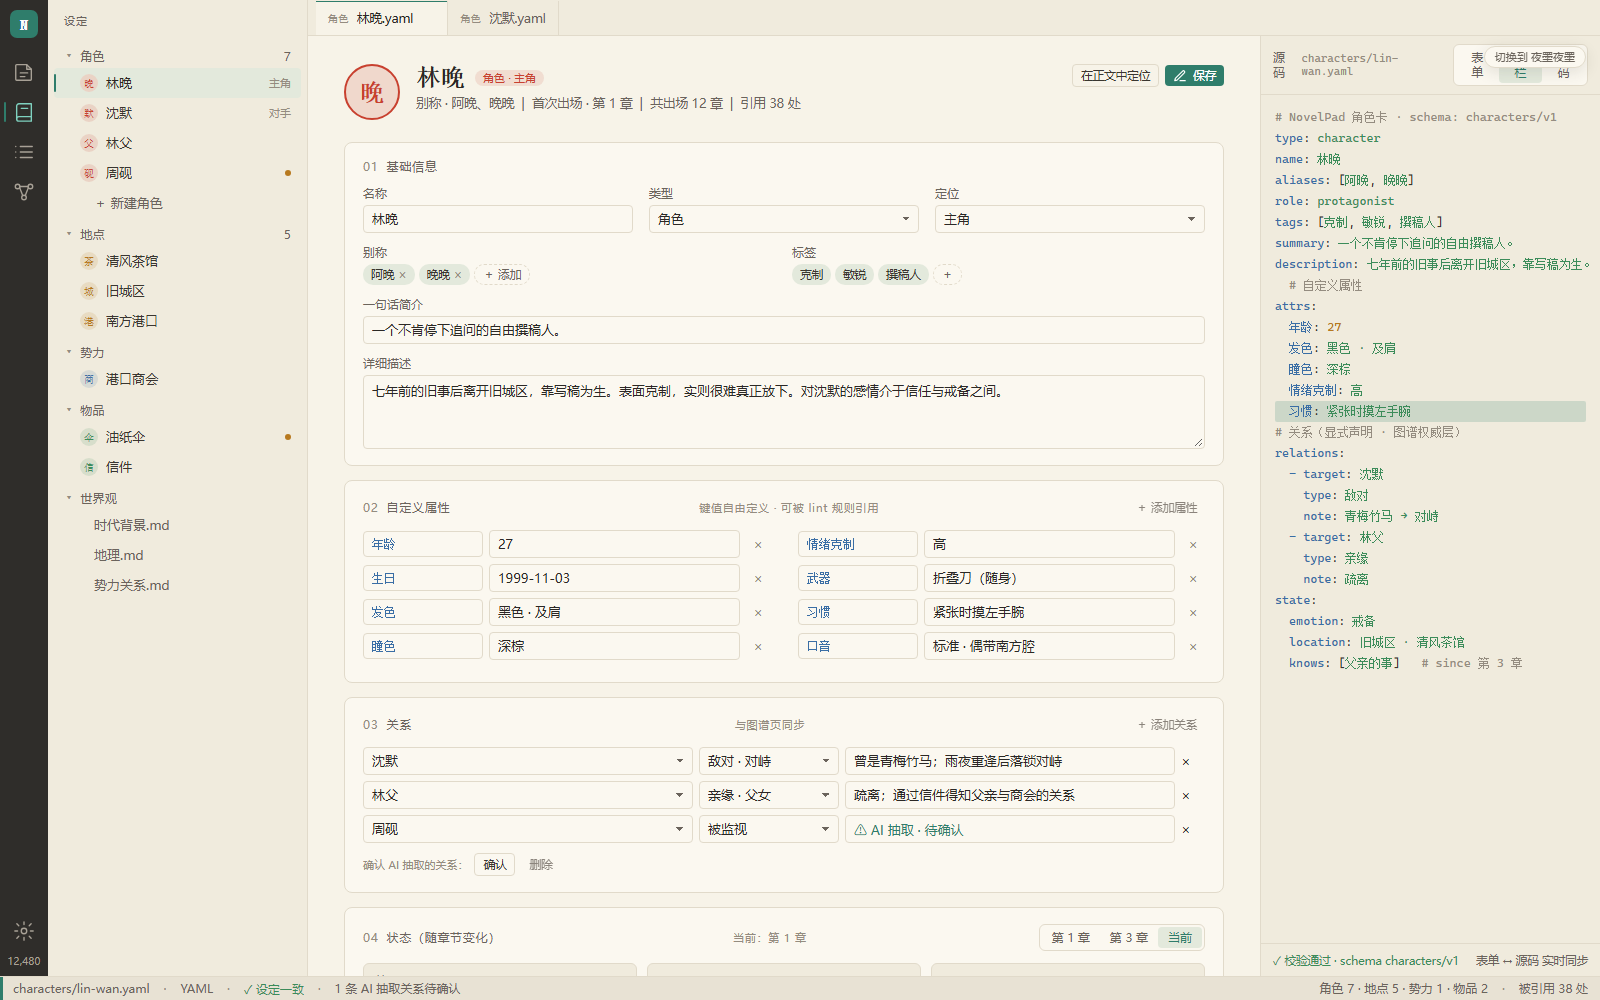 N
12,480
设定
角色 7
晚 林晚 主角
默 沈默 对手
父 林父
砚 周砚
+ 新建角色
地点 5
茶 清风茶馆
城 旧城区
港 南方港口
势力
商 港口商会
物品
伞 油纸伞
信 信件
世界观
时代背景.md
地理.md
势力关系.md
角色 林晚.yaml
角色 沈默.yaml
晚
林晚 角色 · 主角
别称 · 阿晚、晚晚 | 首次出场 · 第 1 章 | 共出场 12 章 | 引用 38 处
在正文中定位 保存
01 基础信息
名称 类型 定位
林晚 角色 主角
别称 标签
阿晚 × 晚晚 × + 添加 克制 敏锐 撰稿人 +
一句话简介
一个不肯停下追问的自由撰稿人。
详细描述
七年前的旧事后离开旧城区，靠写稿为生。表面克制，实则很难真正放下。对沈默的感情介于信任与戒备之间。
02 自定义属性 键值自由定义 · 可被 lint 规则引用 + 添加属性
年龄 27 × 情绪克制 高 ×
生日 1999-11-03 × 武器 折叠刀（随身） ×
发色 黑色 · 及肩 × 习惯 紧张时摸左手腕 ×
瞳色 深棕 × 口音 标准 · 偶带南方腔 ×
03 关系 与图谱页同步 + 添加关系
沈默 敌对 · 对峙 曾是青梅竹马；雨夜重逢后落锁对峙 ×
林父 亲缘 · 父女 疏离；通过信件得知父亲与商会的关系 ×
周砚 被监视 ⚠ AI 抽取 · 待确认 ×
确认 AI 抽取的关系： 确认 删除
04 状态（随章节变化） 当前：第 1 章 第 1 章 第 3 章 当前
源码 characters/lin-wan.yaml 表单 栏 码
切换到 夜墨夜墨
# NovelPad 角色卡 · schema: characters/v1
type: character
name: 林晚
aliases: [阿晚, 晚晚]
role: protagonist
tags: [克制, 敏锐, 撰稿人]
summary: 一个不肯停下追问的自由撰稿人。
description: 七年前的旧事后离开旧城区，靠写稿为生。
# 自定义属性
attrs:
年龄: 27
发色: 黑色 · 及肩
瞳色: 深棕
情绪克制: 高
习惯: 紧张时摸左手腕
# 关系（显式声明 · 图谱权威层）
relations:
- target: 沈默
type: 敌对
note: 青梅竹马 → 对峙
- target: 林父
type: 亲缘
note: 疏离
state:
emotion: 戒备
location: 旧城区 · 清风茶馆
knows: [父亲的事] # since 第 3 章
✓ 校验通过 · schema characters/v1 表单 ↔ 源码 实时同步
characters/lin-wan.yaml · YAML · ✓ 设定一致 · 1 条 AI 抽取关系待确认 角色 7 · 地点 5 · 势力 1 · 物品 2 · 被引用 38 处